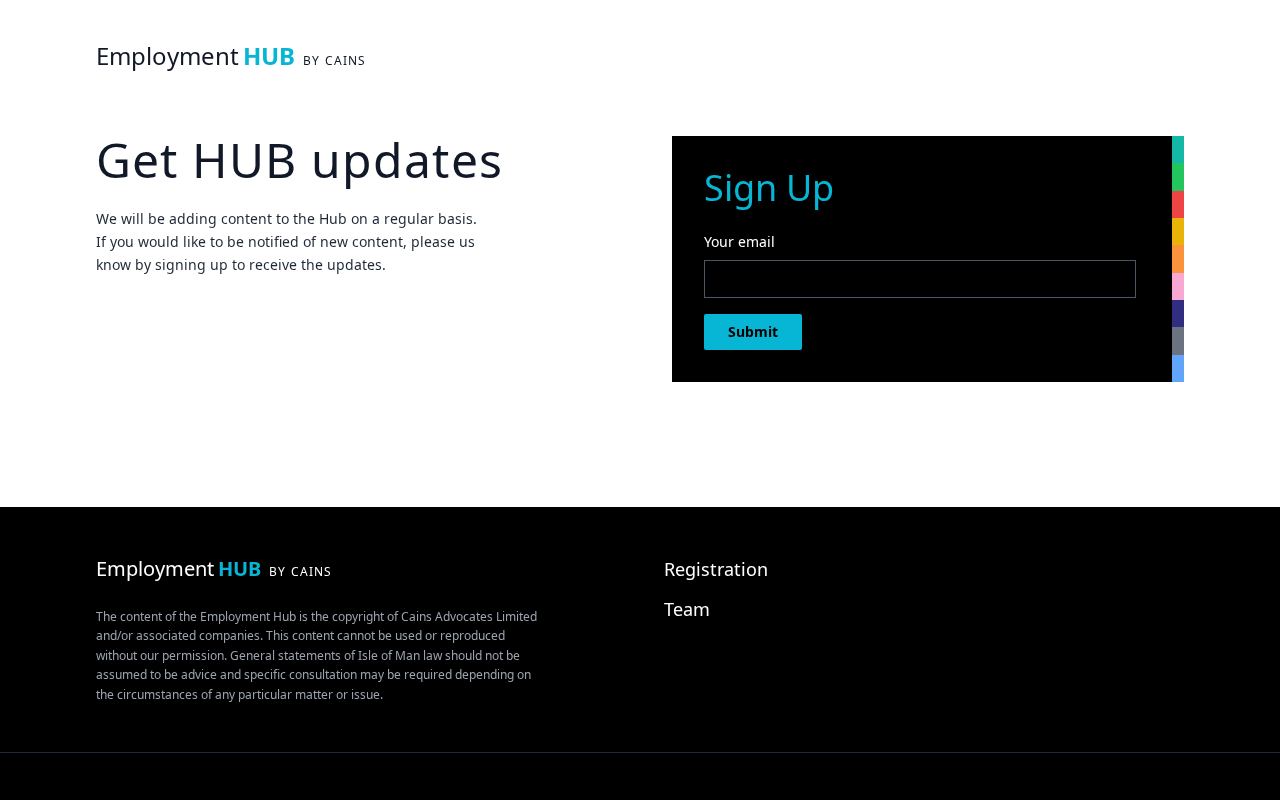 Employment HUB BY CAINS
Get HUB updates
We will be adding content to the Hub on a regular basis.
If you would like to be notified of new content, please us
know by signing up to receive the updates.
Sign Up
Your email
Submit
Employment HUB BY CAINS
The content of the Employment Hub is the copyright of Cains Advocates Limited
and/or associated companies. This content cannot be used or reproduced
without our permission. General statements of Isle of Man law should not be
assumed to be advice and specific consultation may be required depending on
the circumstances of any particular matter or issue.
Registration
Team